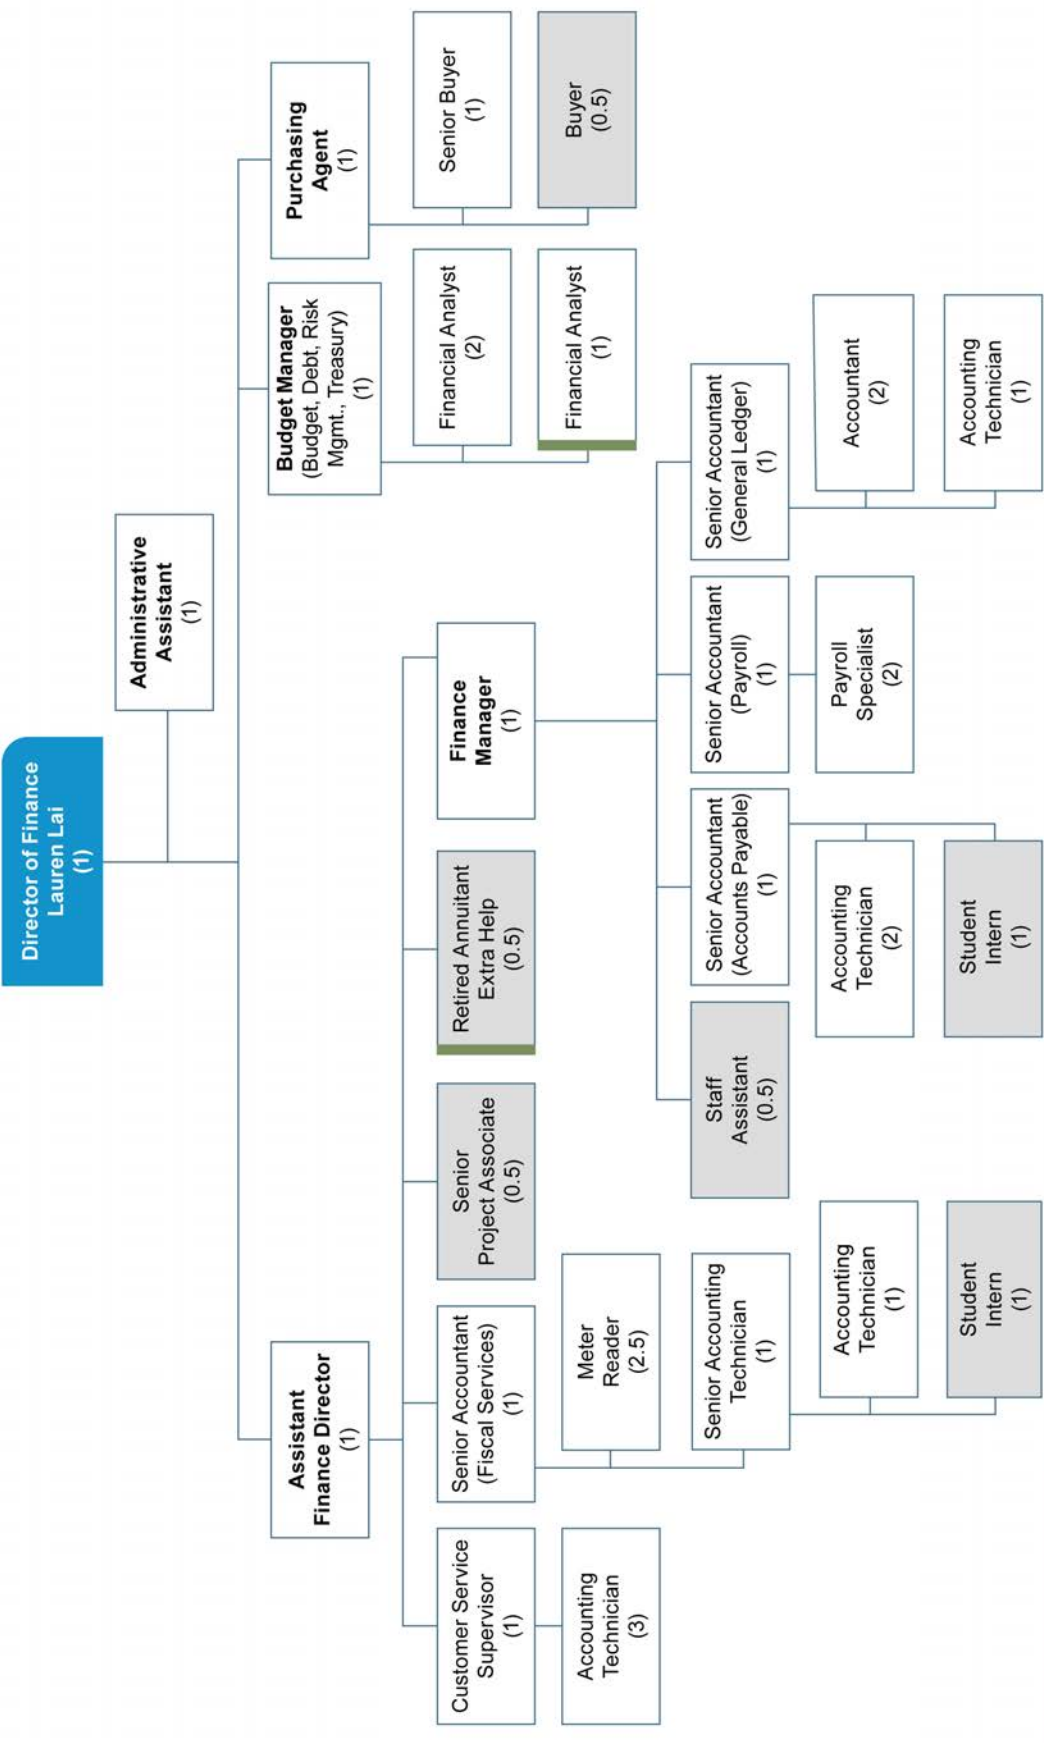 Director of Finance
Lauren Lai
(1)
Administrative
Assistant
(1)
Assistant
Finance Director
(1)
Budget Manager
(Budget, Debt, Risk
Mgmt., Treasury)
(1)
Purchasing
Agent
(1)
Financial Analyst
(2)
Financial Analyst
(1)
Senior Buyer
(1)
Buyer
(0.5)
Customer Service
Supervisor
(1)
Accounting
Technician
(3)
Senior Accountant
(Fiscal Services)
(1)
Meter
Reader
(2.5)
Senior Accounting
Technician
(1)
Accounting
Technician
(1)
Student
Intern
(1)
Senior
Project Associate
(0.5)
Retired Annuitant
Extra Help
(0.5)
Finance
Manager
(1)
Staff
Assistant
(0.5)
Senior Accountant
(Accounts Payable)
(1)
Accounting
Technician
(2)
Student
Intern
(1)
Senior Accountant
(Payroll)
(1)
Payroll
Specialist
(2)
Senior Accountant
(General Ledger)
(1)
Accountant
(2)
Accounting
Technician
(1)